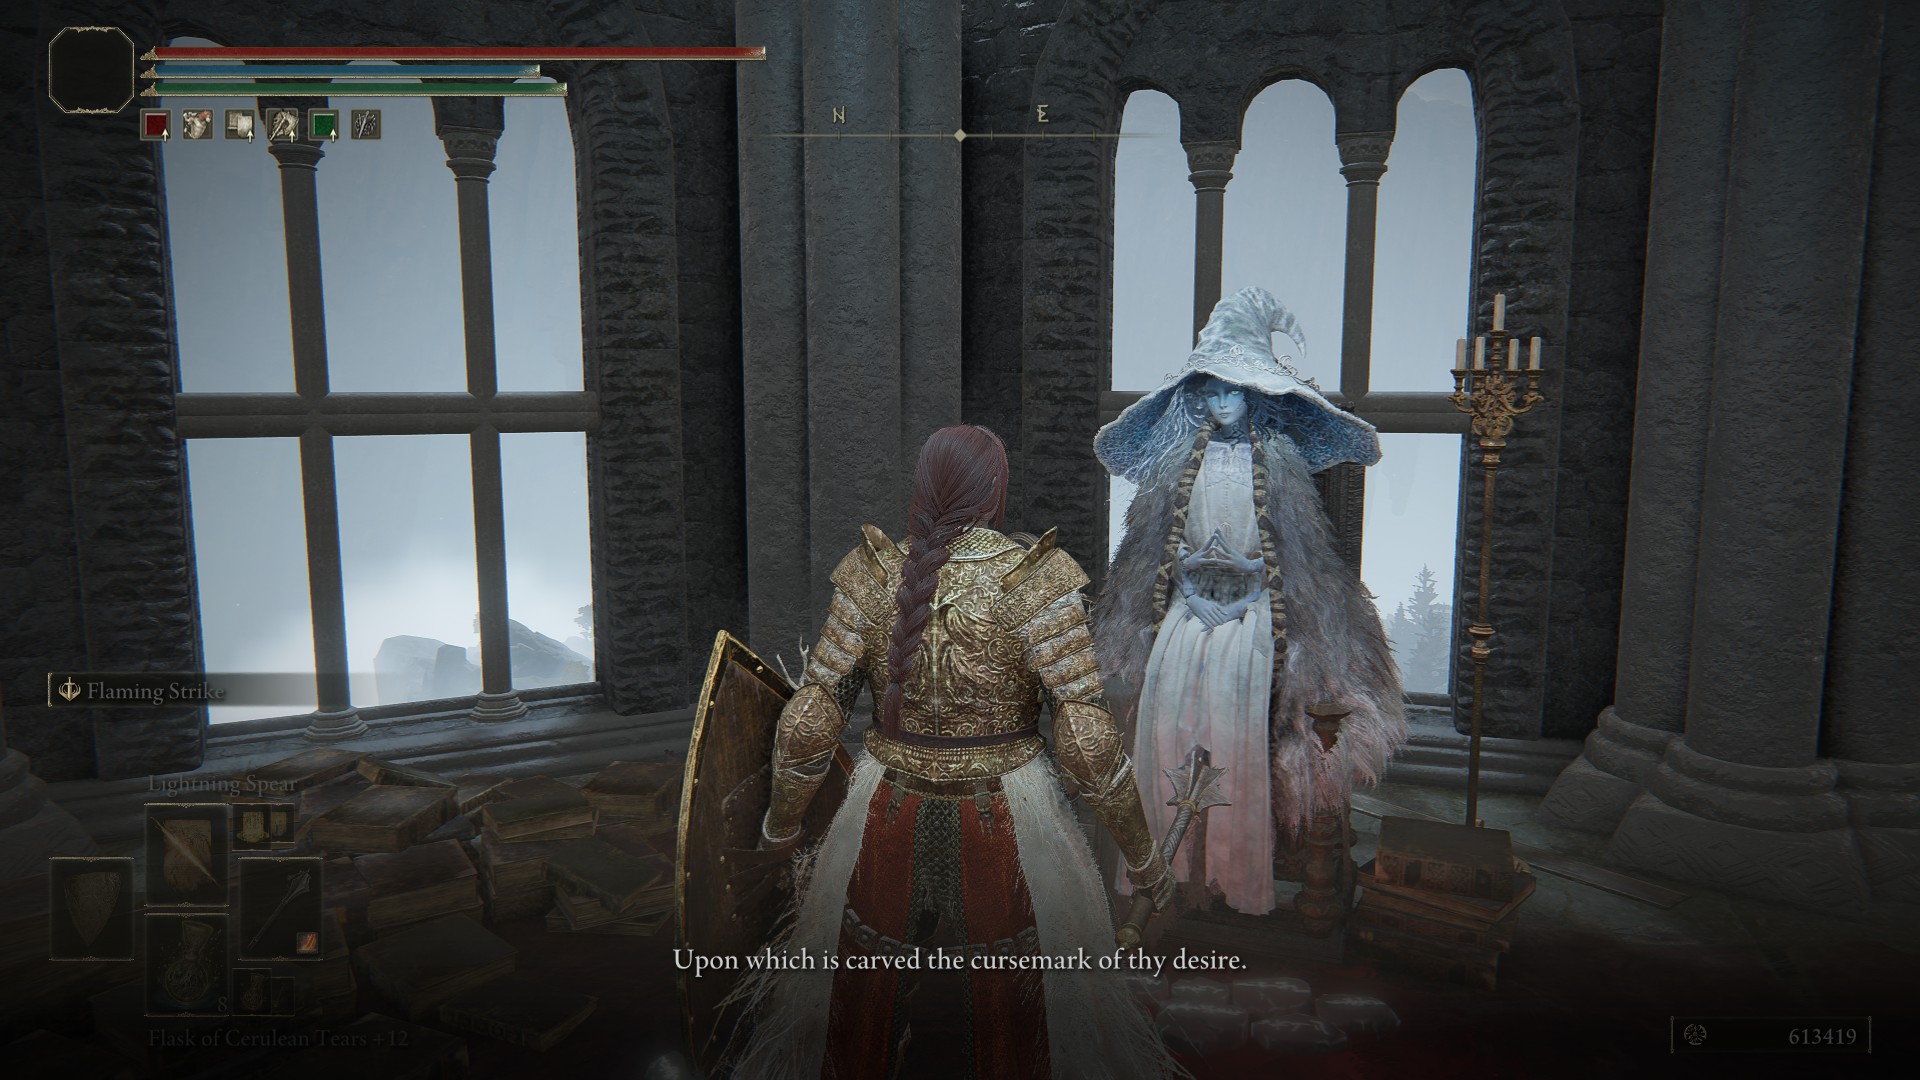 N E
Flaming Strike
Lightning Spear
8
Upon which is carved the cursemark of thy desire.
Flask of Cerulean Tears +12
613419